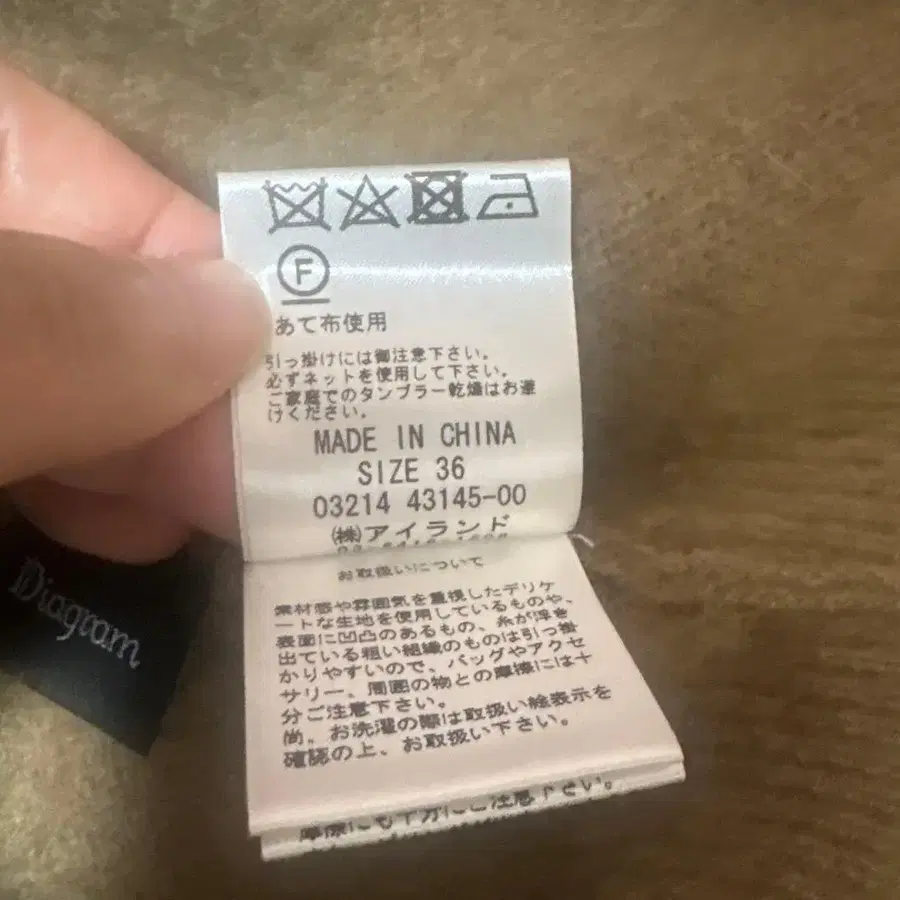 F
あて布使用
引っ掛けには御注意下さい。
必ずネットを使用して下さい。
ご家庭でのタンブラー乾燥はお避
けください。
MADE IN CHINA
SIZE 36
03214 43145-00
㈱アイランド
お取扱いについて
素材感や雰囲気を重視したデリケ
ートな生地を使用しているものや、
表面に凹凸のあるもの、糸が浮き
出ている粗い組織のものは引っ掛
かりやすいので、バッグやアクセ
サリー、周囲の物との摩擦には十
分ご注意下さい。
尚、お洗濯の際は取扱い絵表示を
確認の上、お取扱い下さい。
Diagram